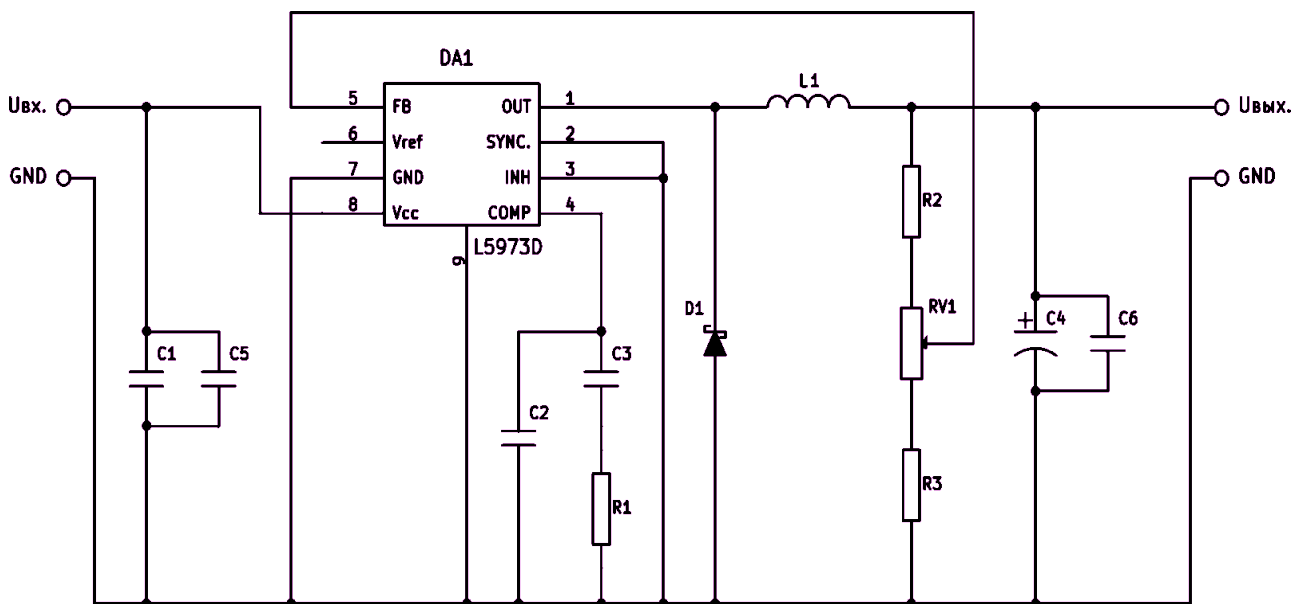 DA1
L1
Uвх.
5
FB
OUT
1
Uвых.
6
Vref
SYNC.
2
GND
7
GND
INH
3
GND
8
Vcc
COMP
4
R2
L5973D
9
D1
RV1
+
C4
C6
C1
C5
C3
C2
R3
R1